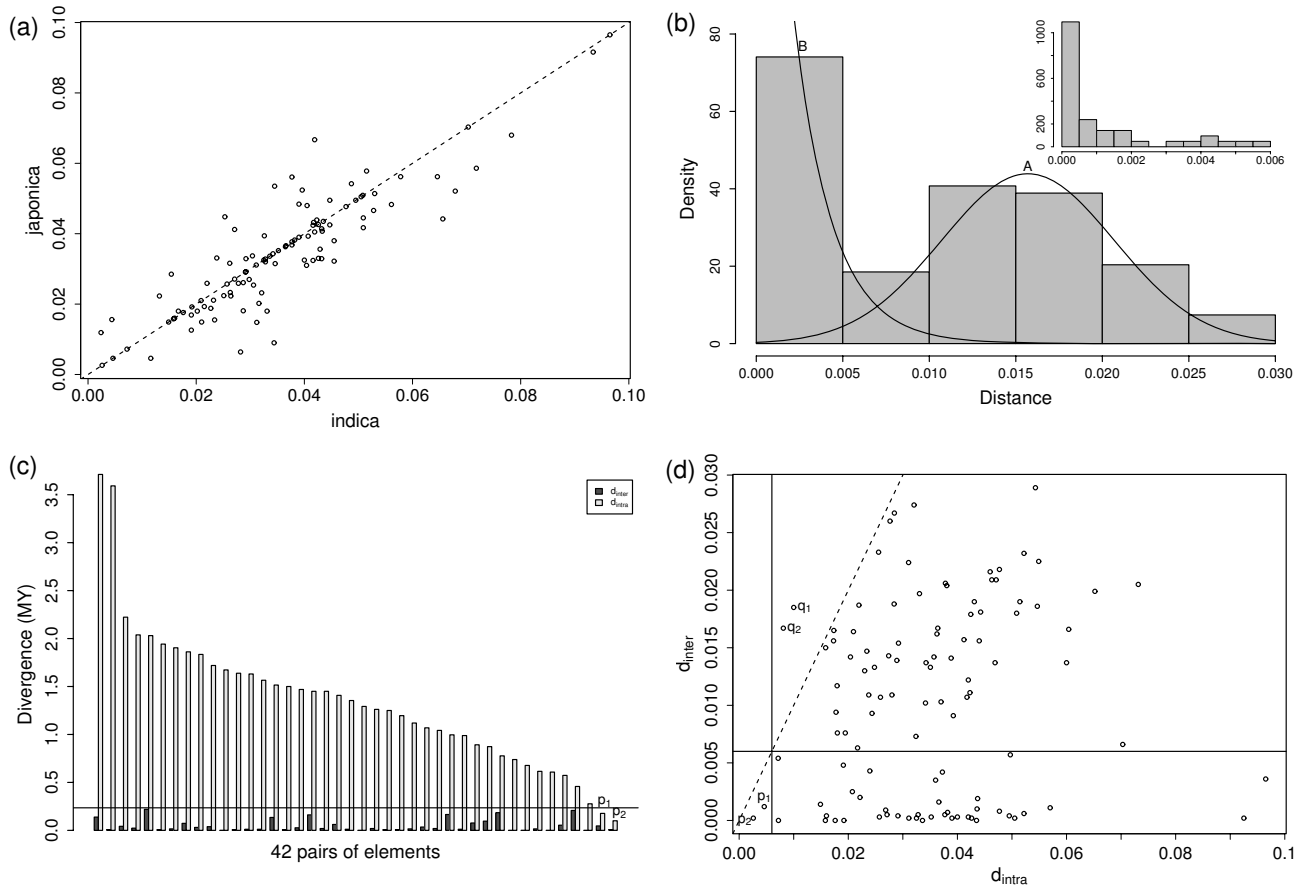 (a)
japonica
0.00 0.02 0.04 0.06 0.08 0.10
0.00 0.02 0.04 0.06 0.08 0.10
indica
(b)
Density
0 20 40 60 80
B
A
0.000 0.005 0.010 0.015 0.020 0.025 0.030
Distance
0 200 600 1000
0.000 0.002 0.004 0.006
(c)
Divergence (MY)
0.0 0.5 1.0 1.5 2.0 2.5 3.0 3.5
dinter
dintra
p1
p2
42 pairs of elements
(d)
dinter
0.000 0.005 0.010 0.015 0.020 0.025 0.030
q1
q2
p1
p2
0.00 0.02 0.04 0.06 0.08 0.1
dintra